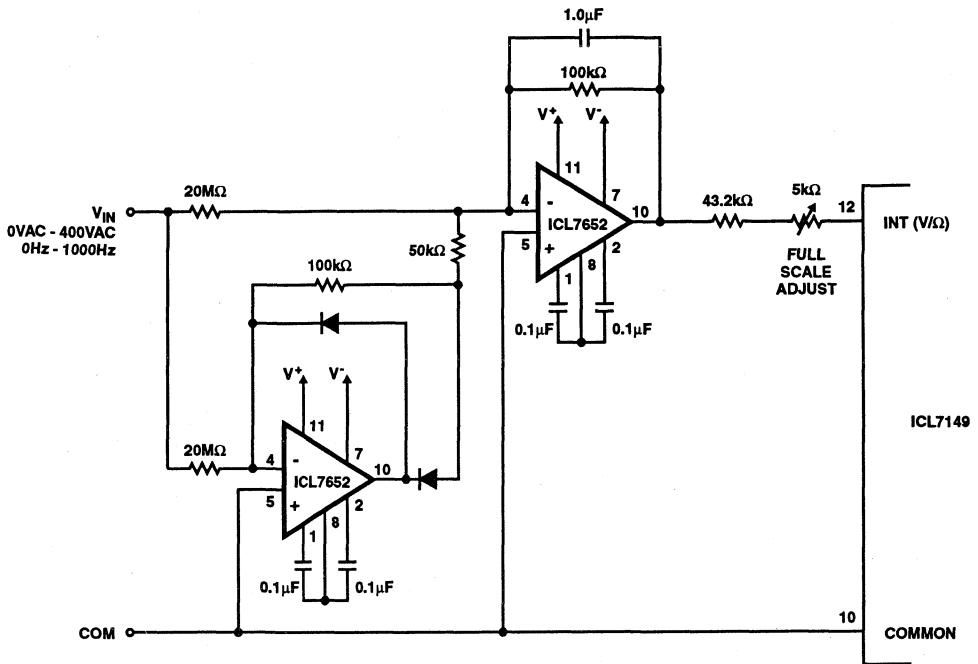 1.0µF
100kΩ
V+
V-
11
7
20MΩ
4
-
10
43.2kΩ
5kΩ
12
INT (V/Ω)
VIN
0VAC - 400VAC
0Hz - 1000Hz
ICL7652
5
+
2
50kΩ
8
1
FULL
SCALE
ADJUST
100kΩ
0.1µF
0.1µF
V+
V-
ICL7149
11
7
20MΩ
4
-
10
ICL7652
5
+
2
8
1
0.1µF
0.1µF
10
COM
COMMON